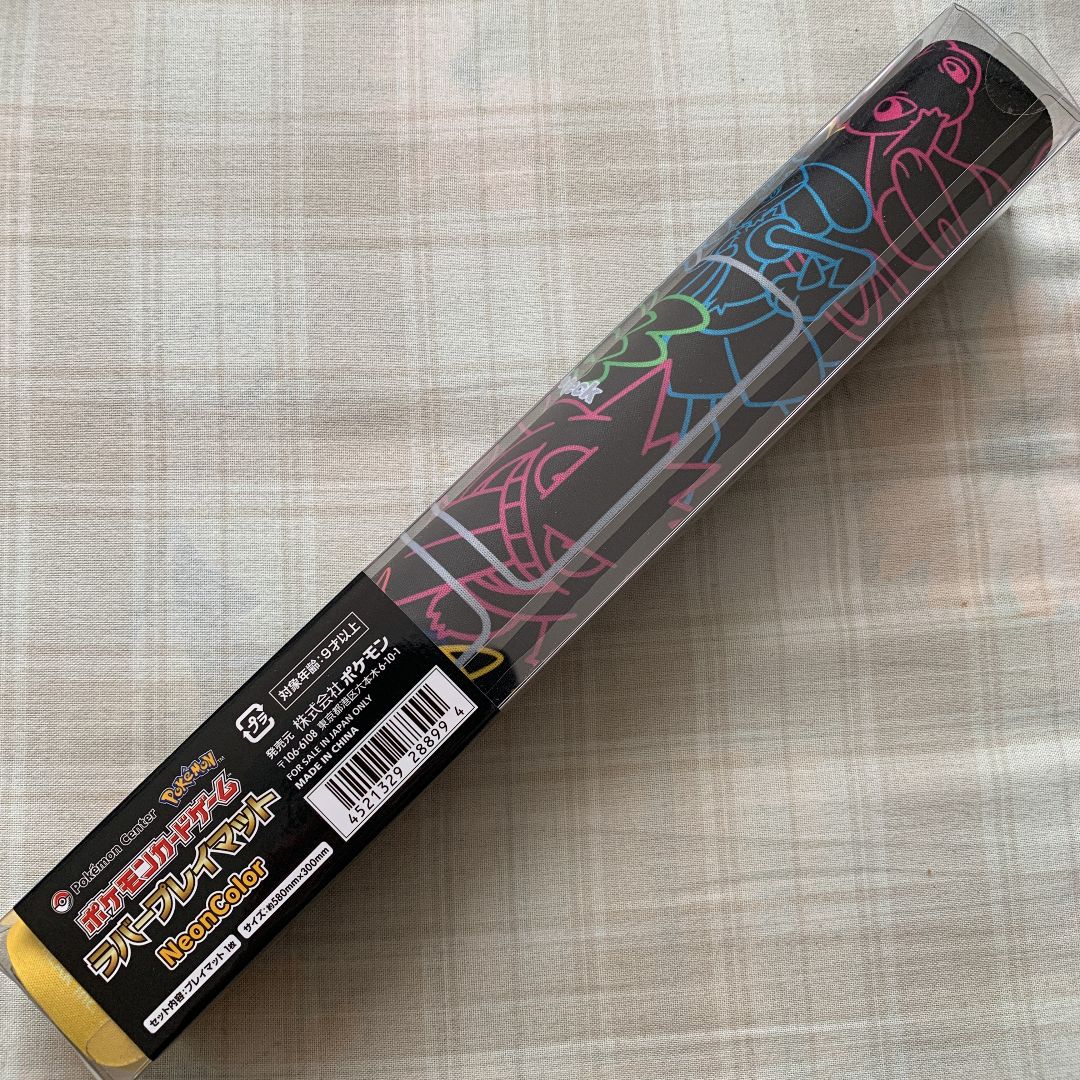 Pokémon Center
POKéMON™
ポケモンカードゲーム
ラバープレイマット
NeonColor
セット内容:プレイマット 1枚
サイズ:約580mm×300mm
対象年齢:9才以上
プラ
発売元 株式会社ポケモン
〒106-6108 東京都港区六本木6-10-1
FOR SALE IN JAPAN ONLY
MADE IN CHINA
4521329 288994